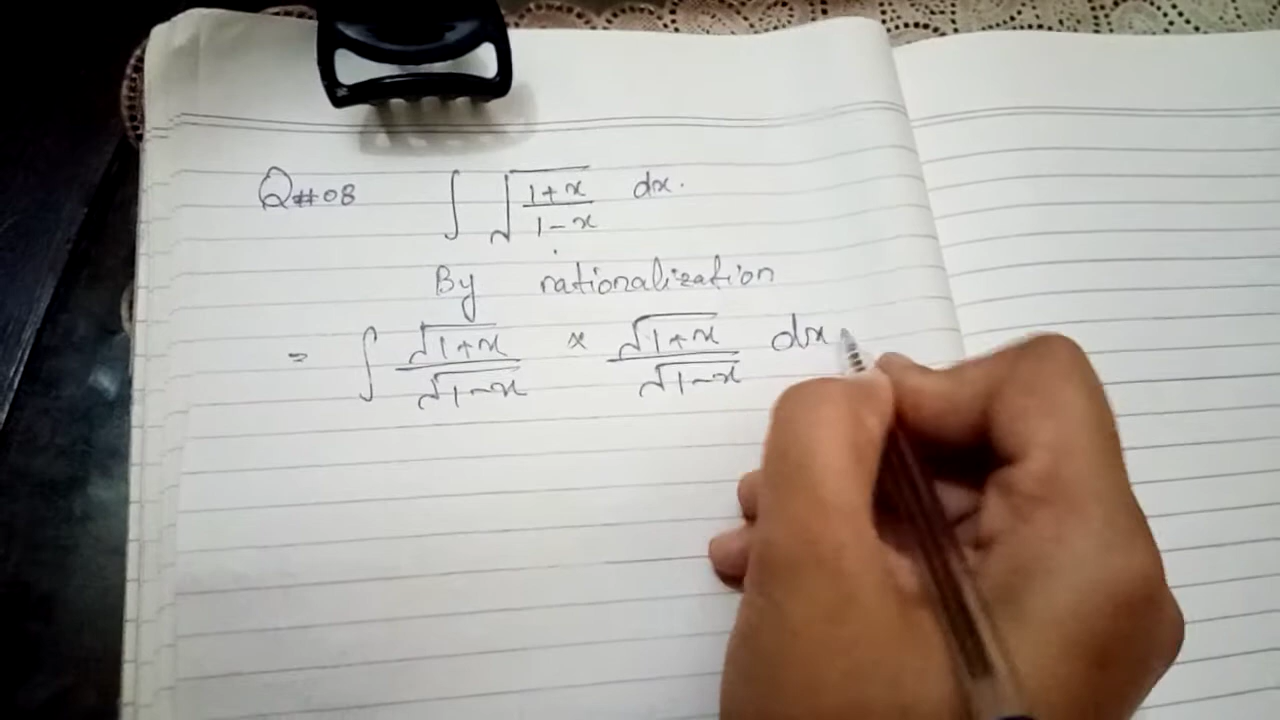 Q#08 ∫ √(1+x / 1-x) dx.
By rationalization
= ∫ √1+x / √1-x × √1+x / √1-x dx